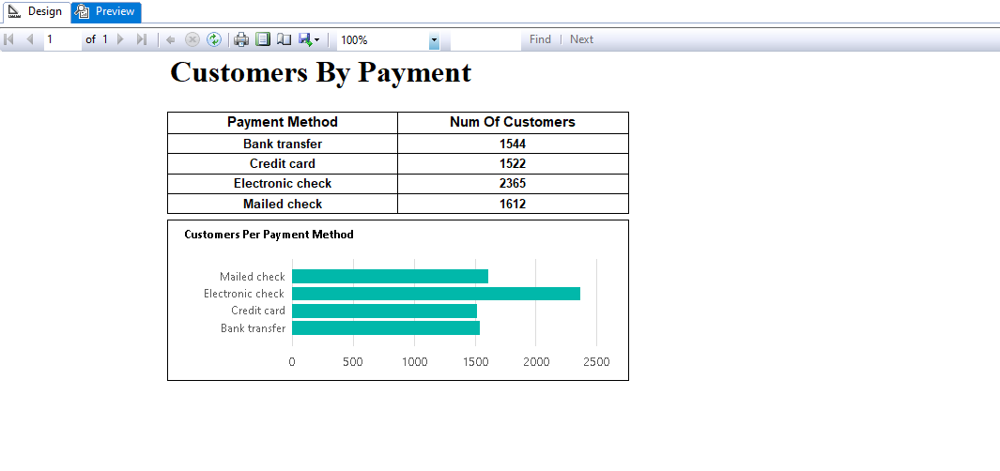 Design Preview
1 of 1 100% Find | Next
Customers By Payment
Payment Method Num Of Customers
Bank transfer 1544
Credit card 1522
Electronic check 2365
Mailed check 1612
Customers Per Payment Method
Mailed check
Electronic check
Credit card
Bank transfer
0 500 1000 1500 2000 2500